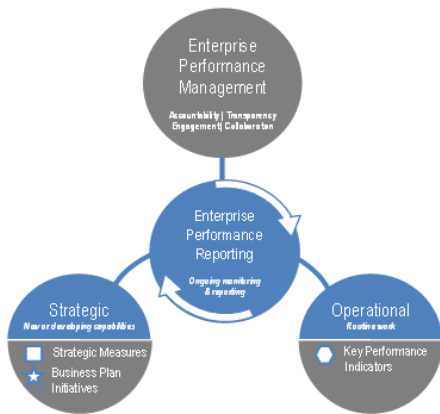 Enterprise
Performance
Management
Accountability | Transparency
Engagement | Collaboration
Enterprise
Performance
Reporting
Ongoing monitoring
& reporting
Strategic
New or developing capabilities
Strategic Measures
Business Plan
Initiatives
Operational
Routine work
Key Performance
Indicators